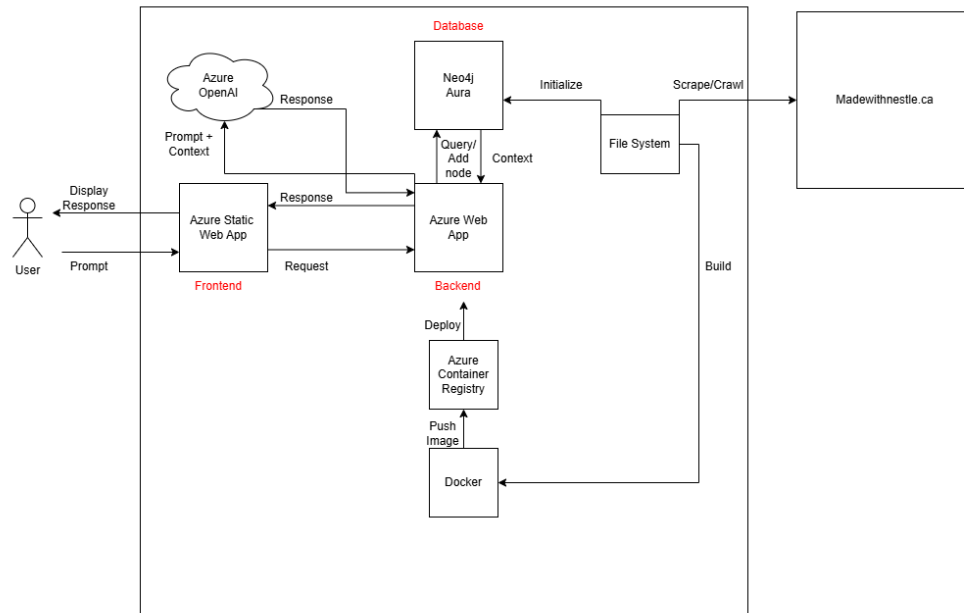 Database
Azure
OpenAI
Response
Neo4j
Aura
Initialize
Scrape/Crawl
Madewithnestle.ca
File System
Prompt +
Context
Query/
Add
node
Context
Display
Response
Response
Azure Static
Web App
Azure Web
App
User
Prompt
Request
Build
Frontend
Backend
Deploy
Azure
Container
Registry
Push
Image
Docker